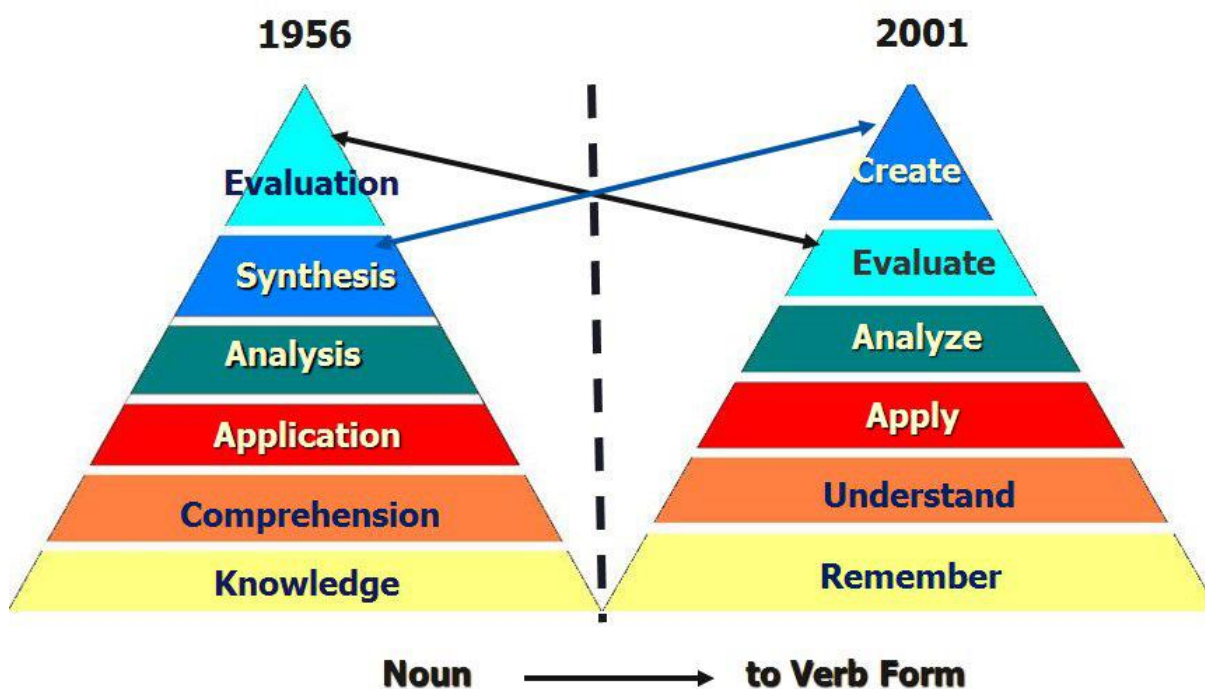 1956
Evaluation
Synthesis
Analysis
Application
Comprehension
Knowledge
2001
Create
Evaluate
Analyze
Apply
Understand
Remember
Noun to Verb Form